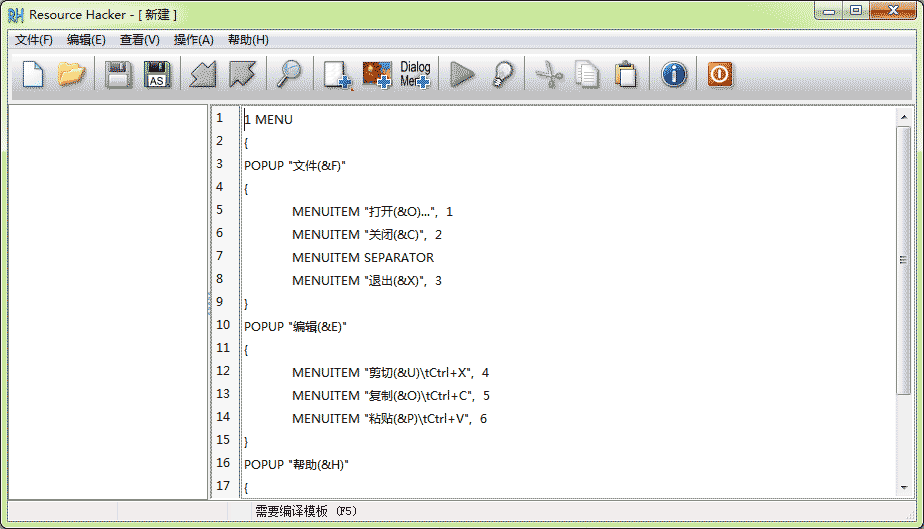 RH Resource Hacker - [ 新建 ]
文件(F) 编辑(E) 查看(V) 操作(A) 帮助(H)
AS
Dialog
Menu
1 1 MENU
2 {
3 POPUP "文件(&F)"
4 {
5 MENUITEM "打开(&O)...", 1
6 MENUITEM "关闭(&C)", 2
7 MENUITEM SEPARATOR
8 MENUITEM "退出(&X)", 3
9 }
10 POPUP "编辑(&E)"
11 {
12 MENUITEM "剪切(&U)\tCtrl+X", 4
13 MENUITEM "复制(&O)\tCtrl+C", 5
14 MENUITEM "粘贴(&P)\tCtrl+V", 6
15 }
16 POPUP "帮助(&H)"
17 {
需要编译模板 (F5)